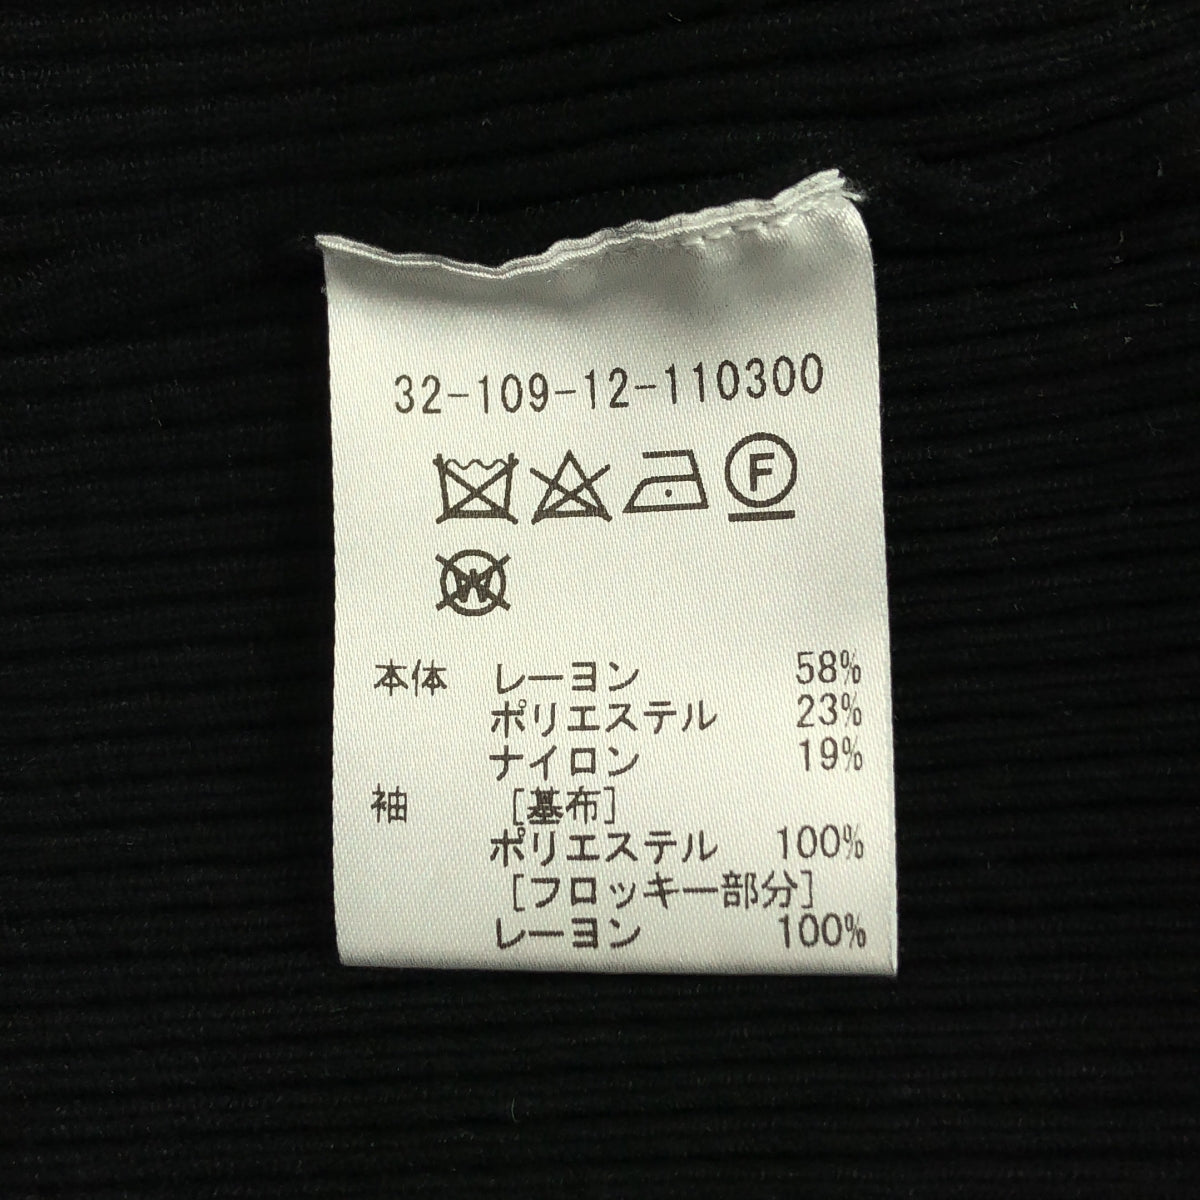 32-109-12-110300
F
W
本体 レーヨン 58%
ポリエステル 23%
ナイロン 19%
袖 [基布]
ポリエステル 100%
[フロッキー部分]
レーヨン 100%